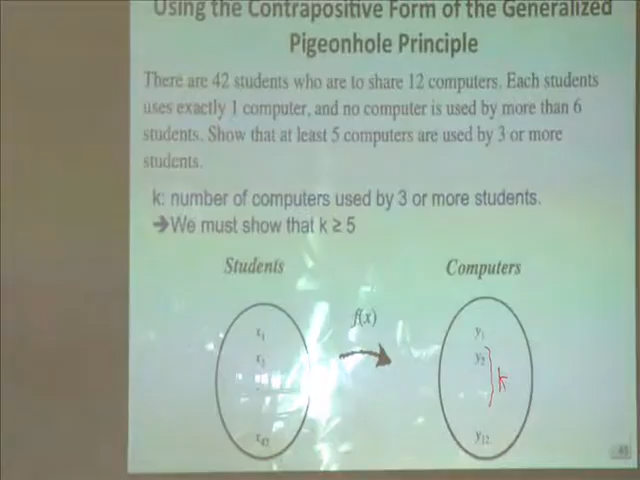 Using the Contrapositive Form of the Generalized
Pigeonhole Principle
There are 42 students who are to share 12 computers. Each students
uses exactly 1 computer, and no computer is used by more than 6
students. Show that at least 5 computers are used by 3 or more
students.
k: number of computers used by 3 or more students.
➔We must show that k ≥ 5
Students
Computers
f(x)
x1
y1
x2
y2
k
x42
y12